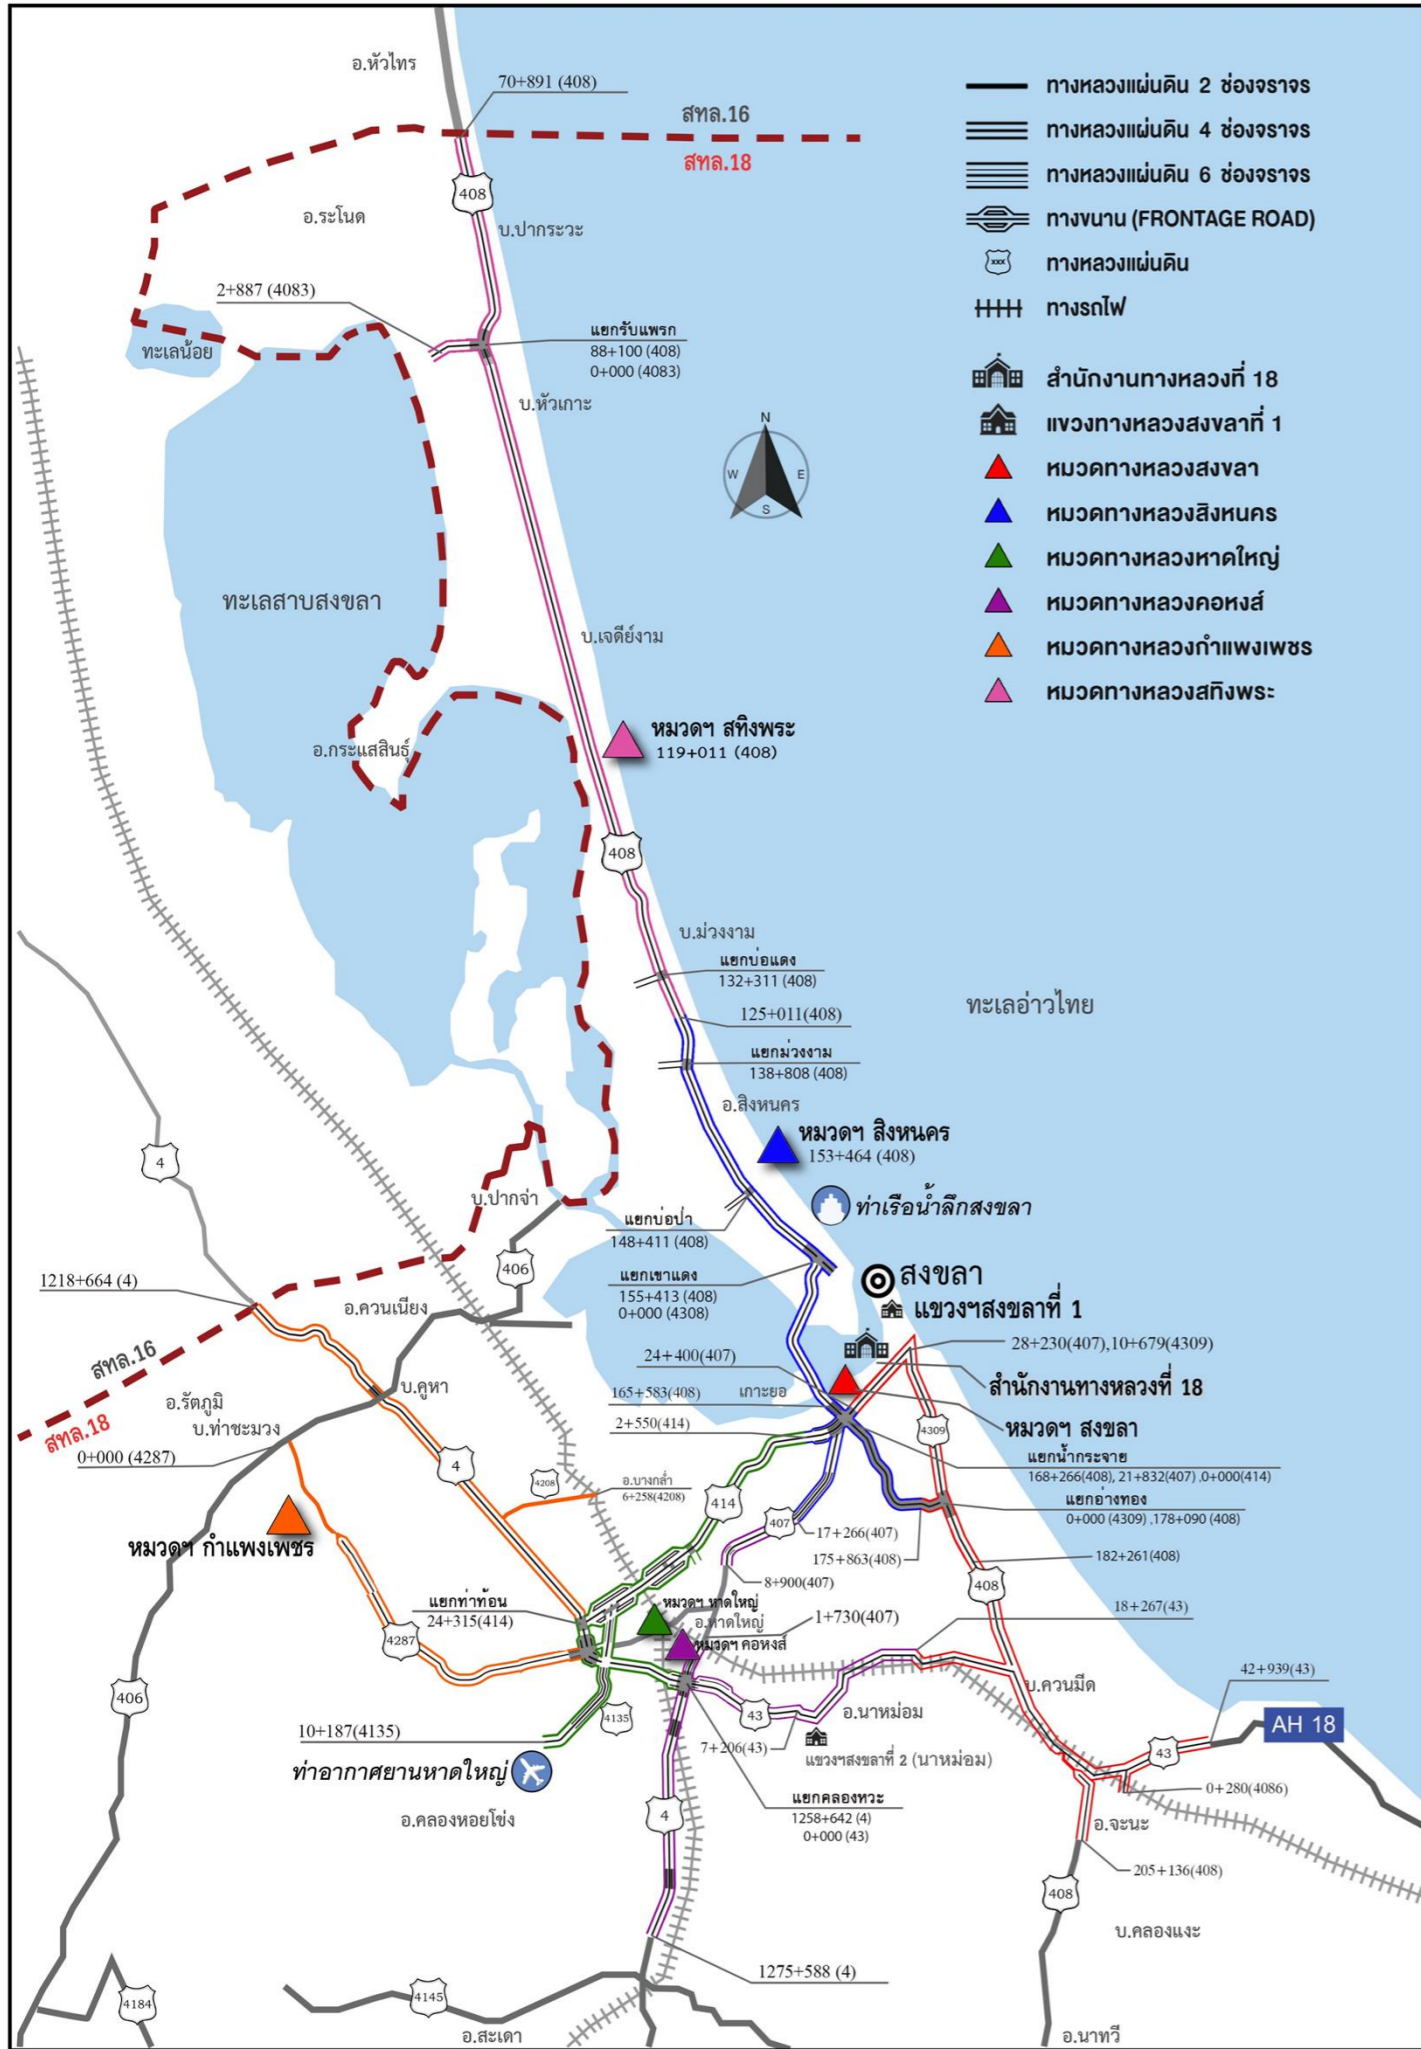 อ.หัวไทร
70+891 (408)
สทล.16
สทล.18
408
อ.ระโนด
บ.ปากระวะ
2+887 (4083)
ทะเลน้อย
แยกรับแพรก
88+100 (408)
0+000 (4083)
บ.หัวเกาะ
ทางหลวงแผ่นดิน 2 ช่องจราจร
ทางหลวงแผ่นดิน 4 ช่องจราจร
ทางหลวงแผ่นดิน 6 ช่องจราจร
ทางขนาน (FRONTAGE ROAD)
xxx
ทางหลวงแผ่นดิน
ทางรถไฟ
สำนักงานทางหลวงที่ 18
แขวงทางหลวงสงขลาที่ 1
หมวดทางหลวงสงขลา
หมวดทางหลวงสิงหนคร
หมวดทางหลวงหาดใหญ่
หมวดทางหลวงคอหงส์
หมวดทางหลวงกำแพงเพชร
หมวดทางหลวงสทิงพระ
N
W E
S
ทะเลสาบสงขลา
บ.เจดีย์งาม
อ.กระแสสินธุ์
หมวดฯ สทิงพระ
119+011 (408)
408
บ.ม่วงงาม
แยกบ่อแดง
132+311 (408)
125+011(408)
ทะเลอ่าวไทย
แยกม่วงงาม
138+808 (408)
อ.สิงหนคร
หมวดฯ สิงหนคร
153+464 (408)
4
บ.ปากจ่า
ท่าเรือน้ำลึกสงขลา
แยกบ่อป่า
148+411 (408)
406
1218+664 (4)
แยกเขาแดง
155+413 (408)
0+000 (4308)
สงขลา
แขวงฯสงขลาที่ 1
อ.ควนเนียง
28+230(407),10+679(4309)
24+400(407)
สำนักงานทางหลวงที่ 18
สทล.16
สทล.18
บ.คูหา
อ.รัตภูมิ
บ.ท่าชะมวง
165+583(408)
เกาะยอ
2+550(414)
4309
หมวดฯ สงขลา
0+000 (4287)
4
แยกน้ำกระจาย
168+266(408), 21+832(407) ,0+000(414)
4208
อ.บางกล่ำ
6+258(4208)
414
แยกอ่างทอง
0+000 (4309) ,178+090 (408)
407
17+266(407)
หมวดฯ กำแพงเพชร
175+863(408)
182+261(408)
8+900(407)
408
แยกท่าท้อน
24+315(414)
หมวดฯ หาดใหญ่
อ.หาดใหญ่
1+730(407)
18+267(43)
4287
หมวดฯ คอหงส์
42+939(43)
บ.ควนมีด
406
4135
43
อ.นาหม่อม
AH 18
10+187(4135)
7+206(43)
43
แขวงฯสงขลาที่ 2 (นาหม่อม)
ท่าอากาศยานหาดใหญ่
0+280(4086)
แยกคลองหวะ
1258+642 (4)
0+000 (43)
อ.คลองหอยโข่ง
4
อ.จะนะ
205+136(408)
408
บ.คลองแงะ
1275+588 (4)
4184
4145
อ.สะเดา
อ.นาทวี